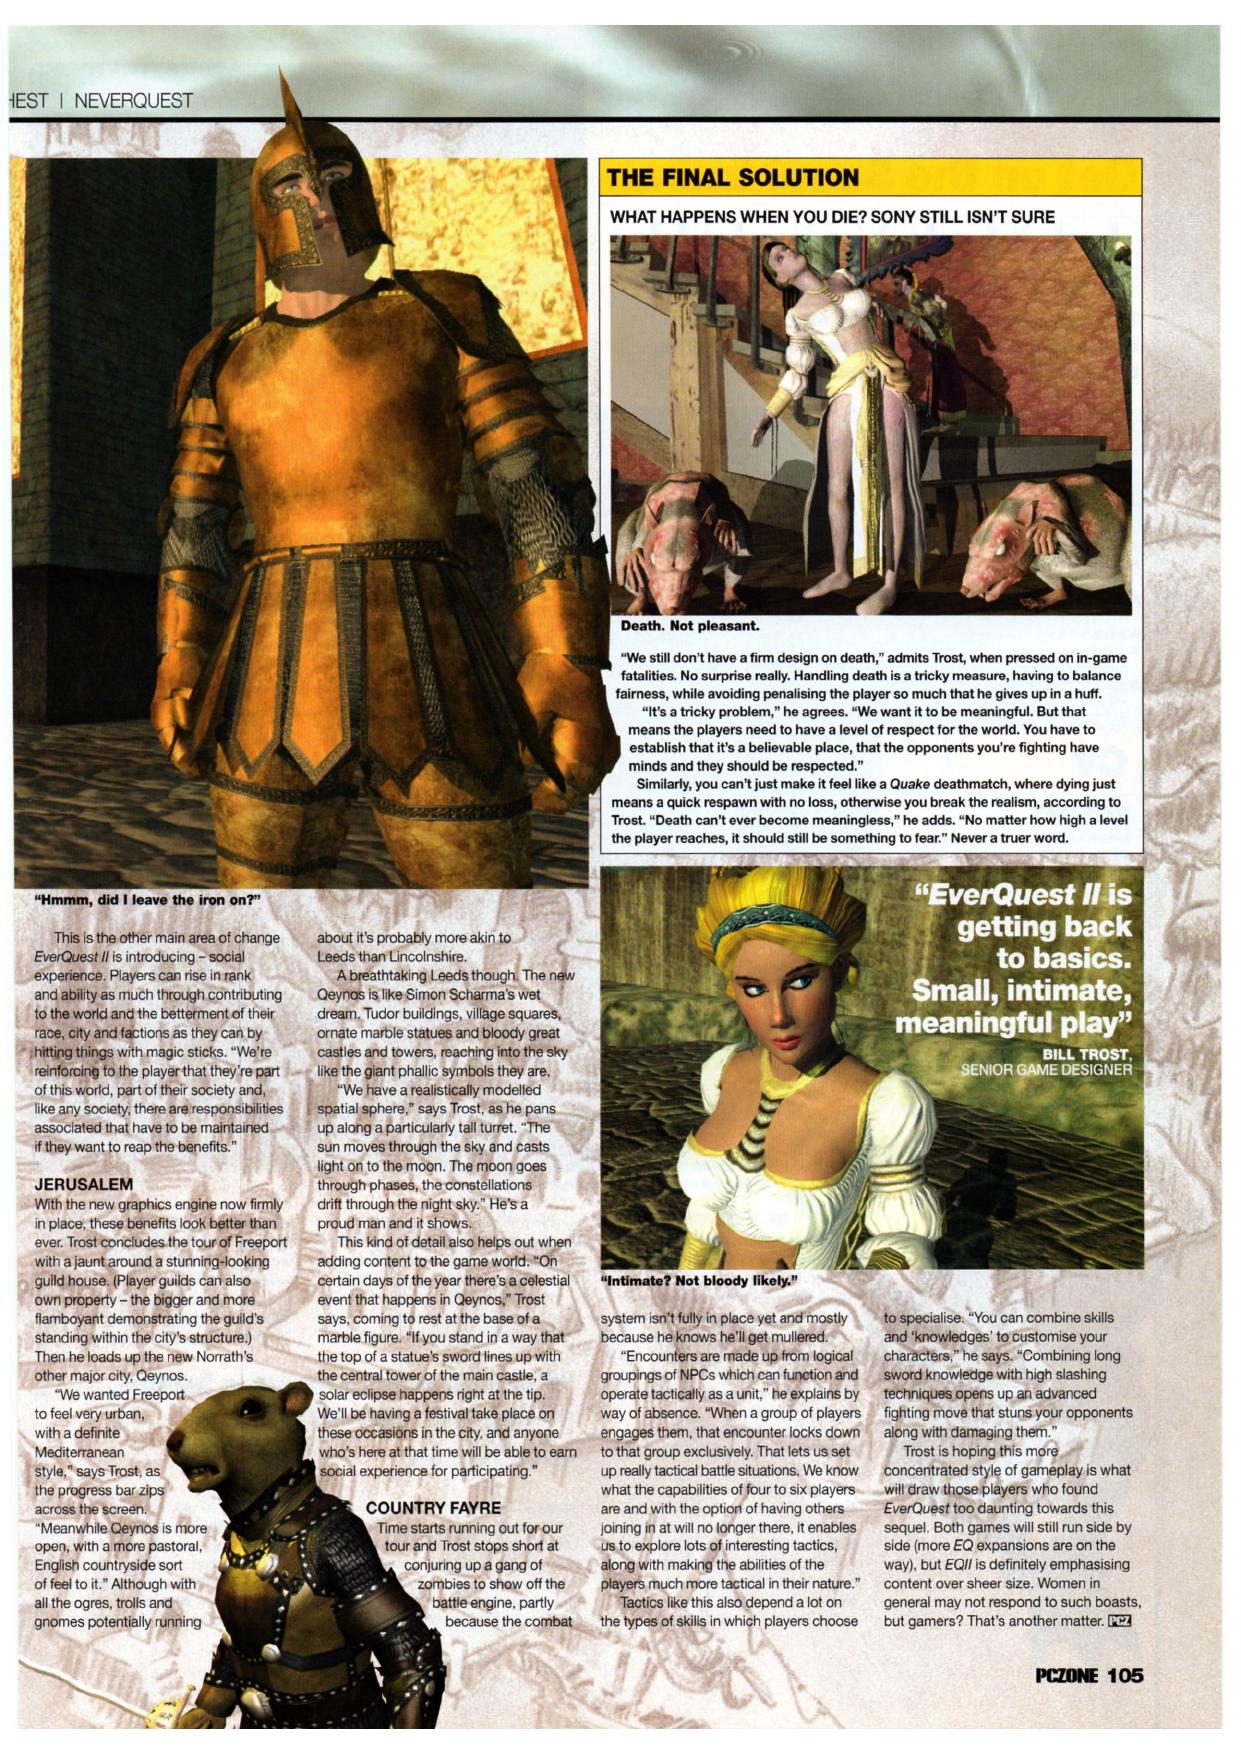 HEST | NEVERQUEST
"Hmmm, did I leave the iron on?"
This is the other main area of change
EverQuest II is introducing – social
experience. Players can rise in rank
and ability as much through contributing
to the world and the betterment of their
race, city and factions as they can by
hitting things with magic sticks. "We're
reinforcing to the player that they're part
of this world, part of their society and,
like any society, there are responsibilities
associated that have to be maintained
if they want to reap the benefits."
JERUSALEM
With the new graphics engine now firmly
in place, these benefits look better than
ever. Trost concludes the tour of Freeport
with a jaunt around a stunning-looking
guild house. (Player guilds can also
own property – the bigger and more
flamboyant demonstrating the guild's
standing within the city's structure.)
Then he loads up the new Norrath's
other major city, Qeynos.
"We wanted Freeport
to feel very urban,
with a definite
Mediterranean
style," says Trost, as
the progress bar zips
across the screen.
"Meanwhile Qeynos is more
open, with a more pastoral,
English countryside sort
of feel to it." Although with
all the ogres, trolls and
gnomes potentially running
about it's probably more akin to
Leeds than Lincolnshire.
A breathtaking Leeds though. The new
Qeynos is like Simon Scharma's wet
dream. Tudor buildings, village squares,
ornate marble statues and bloody great
castles and towers, reaching into the sky
like the giant phallic symbols they are.
"We have a realistically modelled
spatial sphere," says Trost, as he pans
up along a particularly tall turret. "The
sun moves through the sky and casts
light on to the moon. The moon goes
through phases, the constellations
drift through the night sky." He's a
proud man and it shows.
This kind of detail also helps out when
adding content to the game world. "On
certain days of the year there's a celestial
event that happens in Qeynos," Trost
says, coming to rest at the base of a
marble figure. "If you stand in a way that
the top of a statue's sword lines up with
the central tower of the main castle, a
solar eclipse happens right at the tip.
We'll be having a festival take place on
these occasions in the city, and anyone
who's here at that time will be able to earn
social experience for participating."
COUNTRY FAYRE
Time starts running out for our
tour and Trost stops short at
conjuring up a gang of
zombies to show off the
battle engine, partly
because the combat
THE FINAL SOLUTION
WHAT HAPPENS WHEN YOU DIE? SONY STILL ISN'T SURE
Death. Not pleasant.
"We still don't have a firm design on death," admits Trost, when pressed on in-game
fatalities. No surprise really. Handling death is a tricky measure, having to balance
fairness, while avoiding penalising the player so much that he gives up in a huff.
"It's a tricky problem," he agrees. "We want it to be meaningful. But that
means the players need to have a level of respect for the world. You have to
establish that it's a believable place, that the opponents you're fighting have
minds and they should be respected."
Similarly, you can't just make it feel like a Quake deathmatch, where dying just
means a quick respawn with no loss, otherwise you break the realism, according to
Trost. "Death can't ever become meaningless," he adds. "No matter how high a level
the player reaches, it should still be something to fear." Never a truer word.
"EverQuest II is
getting back
to basics.
Small, intimate,
meaningful play"
BILL TROST,
SENIOR GAME DESIGNER
"Intimate? Not bloody likely."
system isn't fully in place yet and mostly
because he knows he'll get mullered.
"Encounters are made up from logical
groupings of NPCs which can function and
operate tactically as a unit," he explains by
way of absence. "When a group of players
engages them, that encounter locks down
to that group exclusively. That lets us set
up really tactical battle situations. We know
what the capabilities of four to six players
are and with the option of having others
joining in at will no longer there, it enables
us to explore lots of interesting tactics,
along with making the abilities of the
players much more tactical in their nature."
Tactics like this also depend a lot on
the types of skills in which players choose
to specialise. "You can combine skills
and 'knowledges' to customise your
characters," he says. "Combining long
sword knowledge with high slashing
techniques opens up an advanced
fighting move that stuns your opponents
along with damaging them."
Trost is hoping this more
concentrated style of gameplay is what
will draw those players who found
EverQuest too daunting towards this
sequel. Both games will still run side by
side (more EQ expansions are on the
way), but EQII is definitely emphasising
content over sheer size. Women in
general may not respond to such boasts,
but gamers? That's another matter. PCZ
PCZONE 105